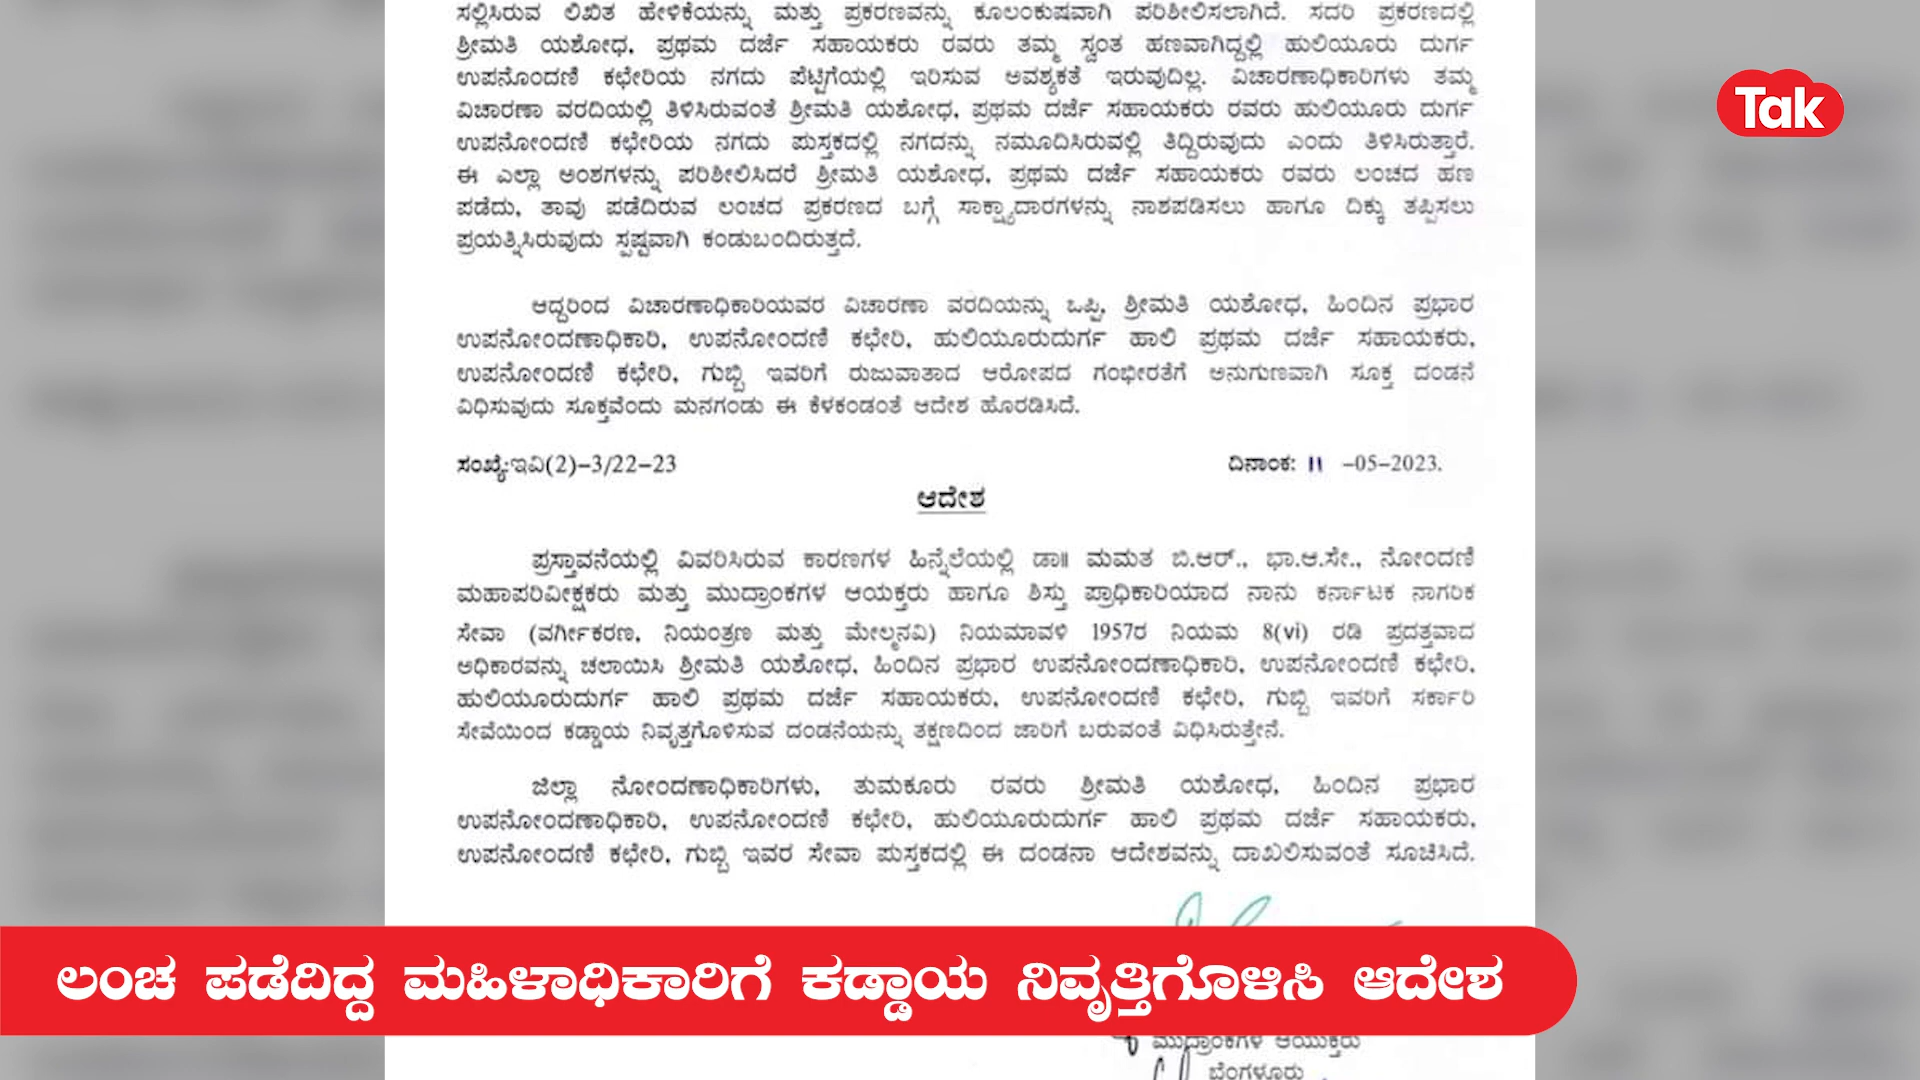 ಸಲ್ಲಿಸಿರುವ ಲಿಖಿತ ಹೇಳಿಕೆಯನ್ನು ಮತ್ತು ಪ್ರಕರಣವನ್ನು ಕೂಲಂಕುಷವಾಗಿ ಪರಿಶೀಲಿಸಲಾಗಿದೆ. ಸದರಿ ಪ್ರಕರಣದಲ್ಲಿ
ಶ್ರೀಮತಿ ಯಶೋಧ, ಪ್ರಥಮ ದರ್ಜೆ ಸಹಾಯಕರು ರವರು ತಮ್ಮ ಸ್ವಂತ ಹಣವಾಗಿದ್ದಲ್ಲಿ ಹುಲಿಯೂರು ದುರ್ಗ
ಉಪನೊಂದಣಿ ಕಛೇರಿಯ ನಗದು ಪೆಟ್ಟಿಗೆಯಲ್ಲಿ ಇರಿಸುವ ಅವಶ್ಯಕತೆ ಇರುವುದಿಲ್ಲ. ವಿಚಾರಣಾಧಿಕಾರಿಗಳು ತಮ್ಮ
ವಿಚಾರಣಾ ವರದಿಯಲ್ಲಿ ತಿಳಿಸಿರುವಂತೆ ಶ್ರೀಮತಿ ಯಶೋಧ, ಪ್ರಥಮ ದರ್ಜೆ ಸಹಾಯಕರು ರವರು ಹುಲಿಯೂರು ದುರ್ಗ
ಉಪನೋಂದಣಿ ಕಛೇರಿಯ ನಗದು ಪುಸ್ತಕದಲ್ಲಿ ನಗದನ್ನು ನಮೂದಿಸಿರುವಲ್ಲಿ ತಿದ್ದಿರುವುದು ಎಂದು ತಿಳಿಸಿರುತ್ತಾರೆ.
ಈ ಎಲ್ಲಾ ಅಂಶಗಳನ್ನು ಪರಿಶೀಲಿಸಿದರೆ ಶ್ರೀಮತಿ ಯಶೋಧ, ಪ್ರಥಮ ದರ್ಜೆ ಸಹಾಯಕರು ರವರು ಲಂಚದ ಹಣ
ಪಡೆದು, ತಾವು ಪಡೆದಿರುವ ಲಂಚದ ಪ್ರಕರಣದ ಬಗ್ಗೆ ಸಾಕ್ಷ್ಯಾದಾರಗಳನ್ನು ನಾಶಪಡಿಸಲು ಹಾಗೂ ದಿಕ್ಕು ತಪ್ಪಿಸಲು
ಪ್ರಯತ್ನಿಸಿರುವುದು ಸ್ಪಷ್ಟವಾಗಿ ಕಂಡುಬಂದಿರುತ್ತದೆ.
ಆದ್ದರಿಂದ ವಿಚಾರಣಾಧಿಕಾರಿಯವರ ವಿಚಾರಣಾ ವರದಿಯನ್ನು ಒಪ್ಪಿ, ಶ್ರೀಮತಿ ಯಶೋಧ, ಹಿಂದಿನ ಪ್ರಭಾರ
ಉಪನೋಂದಣಾಧಿಕಾರಿ, ಉಪನೋಂದಣಿ ಕಛೇರಿ, ಹುಲಿಯೂರುದುರ್ಗ ಹಾಲಿ ಪ್ರಥಮ ದರ್ಜೆ ಸಹಾಯಕರು,
ಉಪನೋಂದಣಿ ಕಛೇರಿ, ಗುಬ್ಬಿ ಇವರಿಗೆ ರುಜುವಾತಾದ ಆರೋಪದ ಗಂಭೀರತೆಗೆ ಅನುಗುಣವಾಗಿ ಸೂಕ್ತ ದಂಡನೆ
ವಿಧಿಸುವುದು ಸೂಕ್ತವೆಂದು ಮನಗಂಡು ಈ ಕೆಳಕಂಡಂತೆ ಆದೇಶ ಹೊರಡಿಸಿದೆ.
ಸಂಖ್ಯೆ:ಇವಿ(2)-3/22-23 ದಿನಾಂಕ: 11 -05-2023.
ಆದೇಶ
ಪ್ರಸ್ತಾವನೆಯಲ್ಲಿ ವಿವರಿಸಿರುವ ಕಾರಣಗಳ ಹಿನ್ನೆಲೆಯಲ್ಲಿ ಡಾ॥ ಮಮತ ಬಿ.ಆರ್., ಭಾ.ಆ.ಸೇ., ನೋಂದಣಿ
ಮಹಾಪರಿವೀಕ್ಷಕರು ಮತ್ತು ಮುದ್ರಾಂಕಗಳ ಆಯಕ್ತರು ಹಾಗೂ ಶಿಸ್ತು ಪ್ರಾಧಿಕಾರಿಯಾದ ನಾನು ಕರ್ನಾಟಕ ನಾಗರಿಕ
ಸೇವಾ (ವರ್ಗೀಕರಣ, ನಿಯಂತ್ರಣ ಮತ್ತು ಮೇಲ್ಮನವಿ) ನಿಯಮಾವಳಿ 1957ರ ನಿಯಮ 8(vi) ರಡಿ ಪ್ರದತ್ತವಾದ
ಅಧಿಕಾರವನ್ನು ಚಲಾಯಿಸಿ ಶ್ರೀಮತಿ ಯಶೋಧ, ಹಿಂದಿನ ಪ್ರಭಾರ ಉಪನೋಂದಣಾಧಿಕಾರಿ, ಉಪನೋಂದಣಿ ಕಛೇರಿ,
ಹುಲಿಯೂರುದುರ್ಗ ಹಾಲಿ ಪ್ರಥಮ ದರ್ಜೆ ಸಹಾಯಕರು, ಉಪನೋಂದಣಿ ಕಛೇರಿ, ಗುಬ್ಬಿ ಇವರಿಗೆ ಸರ್ಕಾರಿ
ಸೇವೆಯಿಂದ ಕಡ್ಡಾಯ ನಿವೃತ್ತಗೊಳಿಸುವ ದಂಡನೆಯನ್ನು ತಕ್ಷಣದಿಂದ ಜಾರಿಗೆ ಬರುವಂತೆ ವಿಧಿಸಿರುತ್ತೇನೆ.
ಜಿಲ್ಲಾ ನೋಂದಣಾಧಿಕಾರಿಗಳು, ತುಮಕೂರು ರವರು ಶ್ರೀಮತಿ ಯಶೋಧ, ಹಿಂದಿನ ಪ್ರಭಾರ
ಉಪನೋಂದಣಾಧಿಕಾರಿ, ಉಪನೋಂದಣಿ ಕಛೇರಿ, ಹುಲಿಯೂರುದುರ್ಗ ಹಾಲಿ ಪ್ರಥಮ ದರ್ಜೆ ಸಹಾಯಕರು,
ಉಪನೋಂದಣಿ ಕಛೇರಿ, ಗುಬ್ಬಿ ಇವರ ಸೇವಾ ಪುಸ್ತಕದಲ್ಲಿ ಈ ದಂಡನಾ ಆದೇಶವನ್ನು ದಾಖಲಿಸುವಂತೆ ಸೂಚಿಸಿದೆ.
ಲಂಚ ಪಡೆದಿದ್ದ ಮಹಿಳಾಧಿಕಾರಿಗೆ ಕಡ್ಡಾಯ ನಿವೃತ್ತಿಗೊಳಿಸಿ ಆದೇಶ
ಮುದ್ರಾಂಕಗಳ ಆಯುಕ್ತರು
ಬೆಂಗಳೂರು
Tak